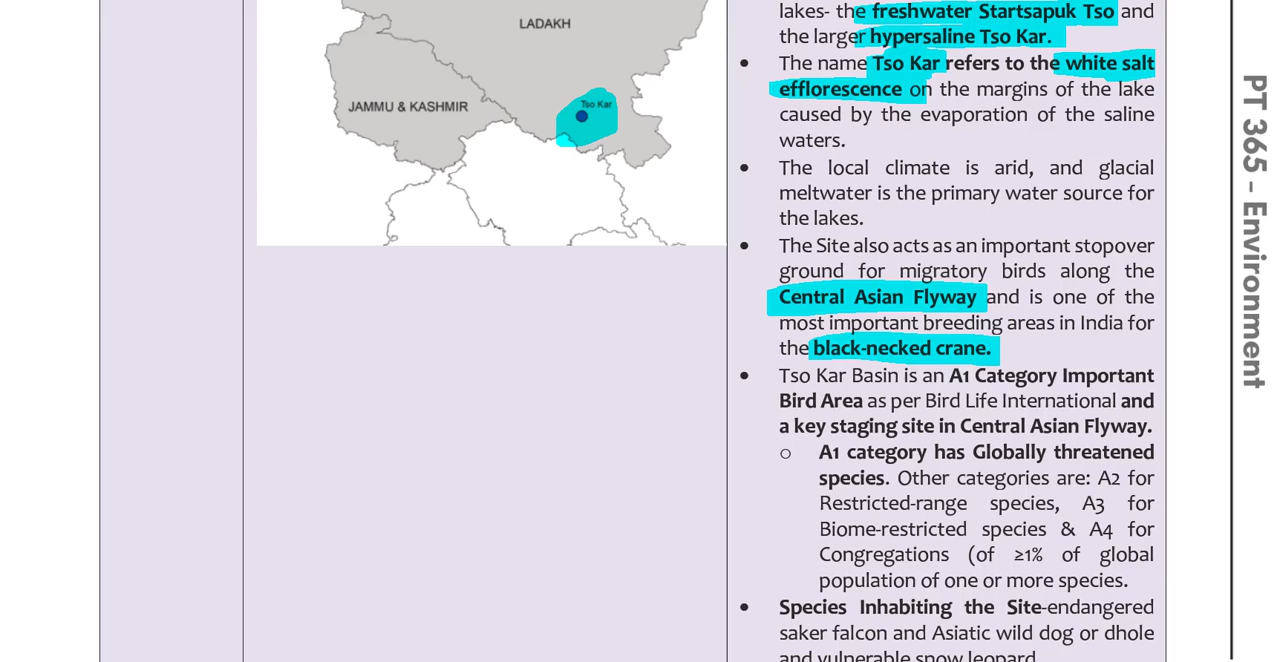 LADAKH
JAMMU & KASHMIR
Tso Kar
lakes- the freshwater Startsapuk Tso and
the larger hypersaline Tso Kar.
• The name Tso Kar refers to the white salt
efflorescence on the margins of the lake
caused by the evaporation of the saline
waters.
• The local climate is arid, and glacial
meltwater is the primary water source for
the lakes.
• The Site also acts as an important stopover
ground for migratory birds along the
Central Asian Flyway and is one of the
most important breeding areas in India for
the black-necked crane.
• Tso Kar Basin is an A1 Category Important
Bird Area as per Bird Life International and
a key staging site in Central Asian Flyway.
o A1 category has Globally threatened
species. Other categories are: A2 for
Restricted-range species, A3 for
Biome-restricted species & A4 for
Congregations (of ≥1% of global
population of one or more species.
• Species Inhabiting the Site-endangered
saker falcon and Asiatic wild dog or dhole
and vulnerable snow leopard
PT 365 - Environment